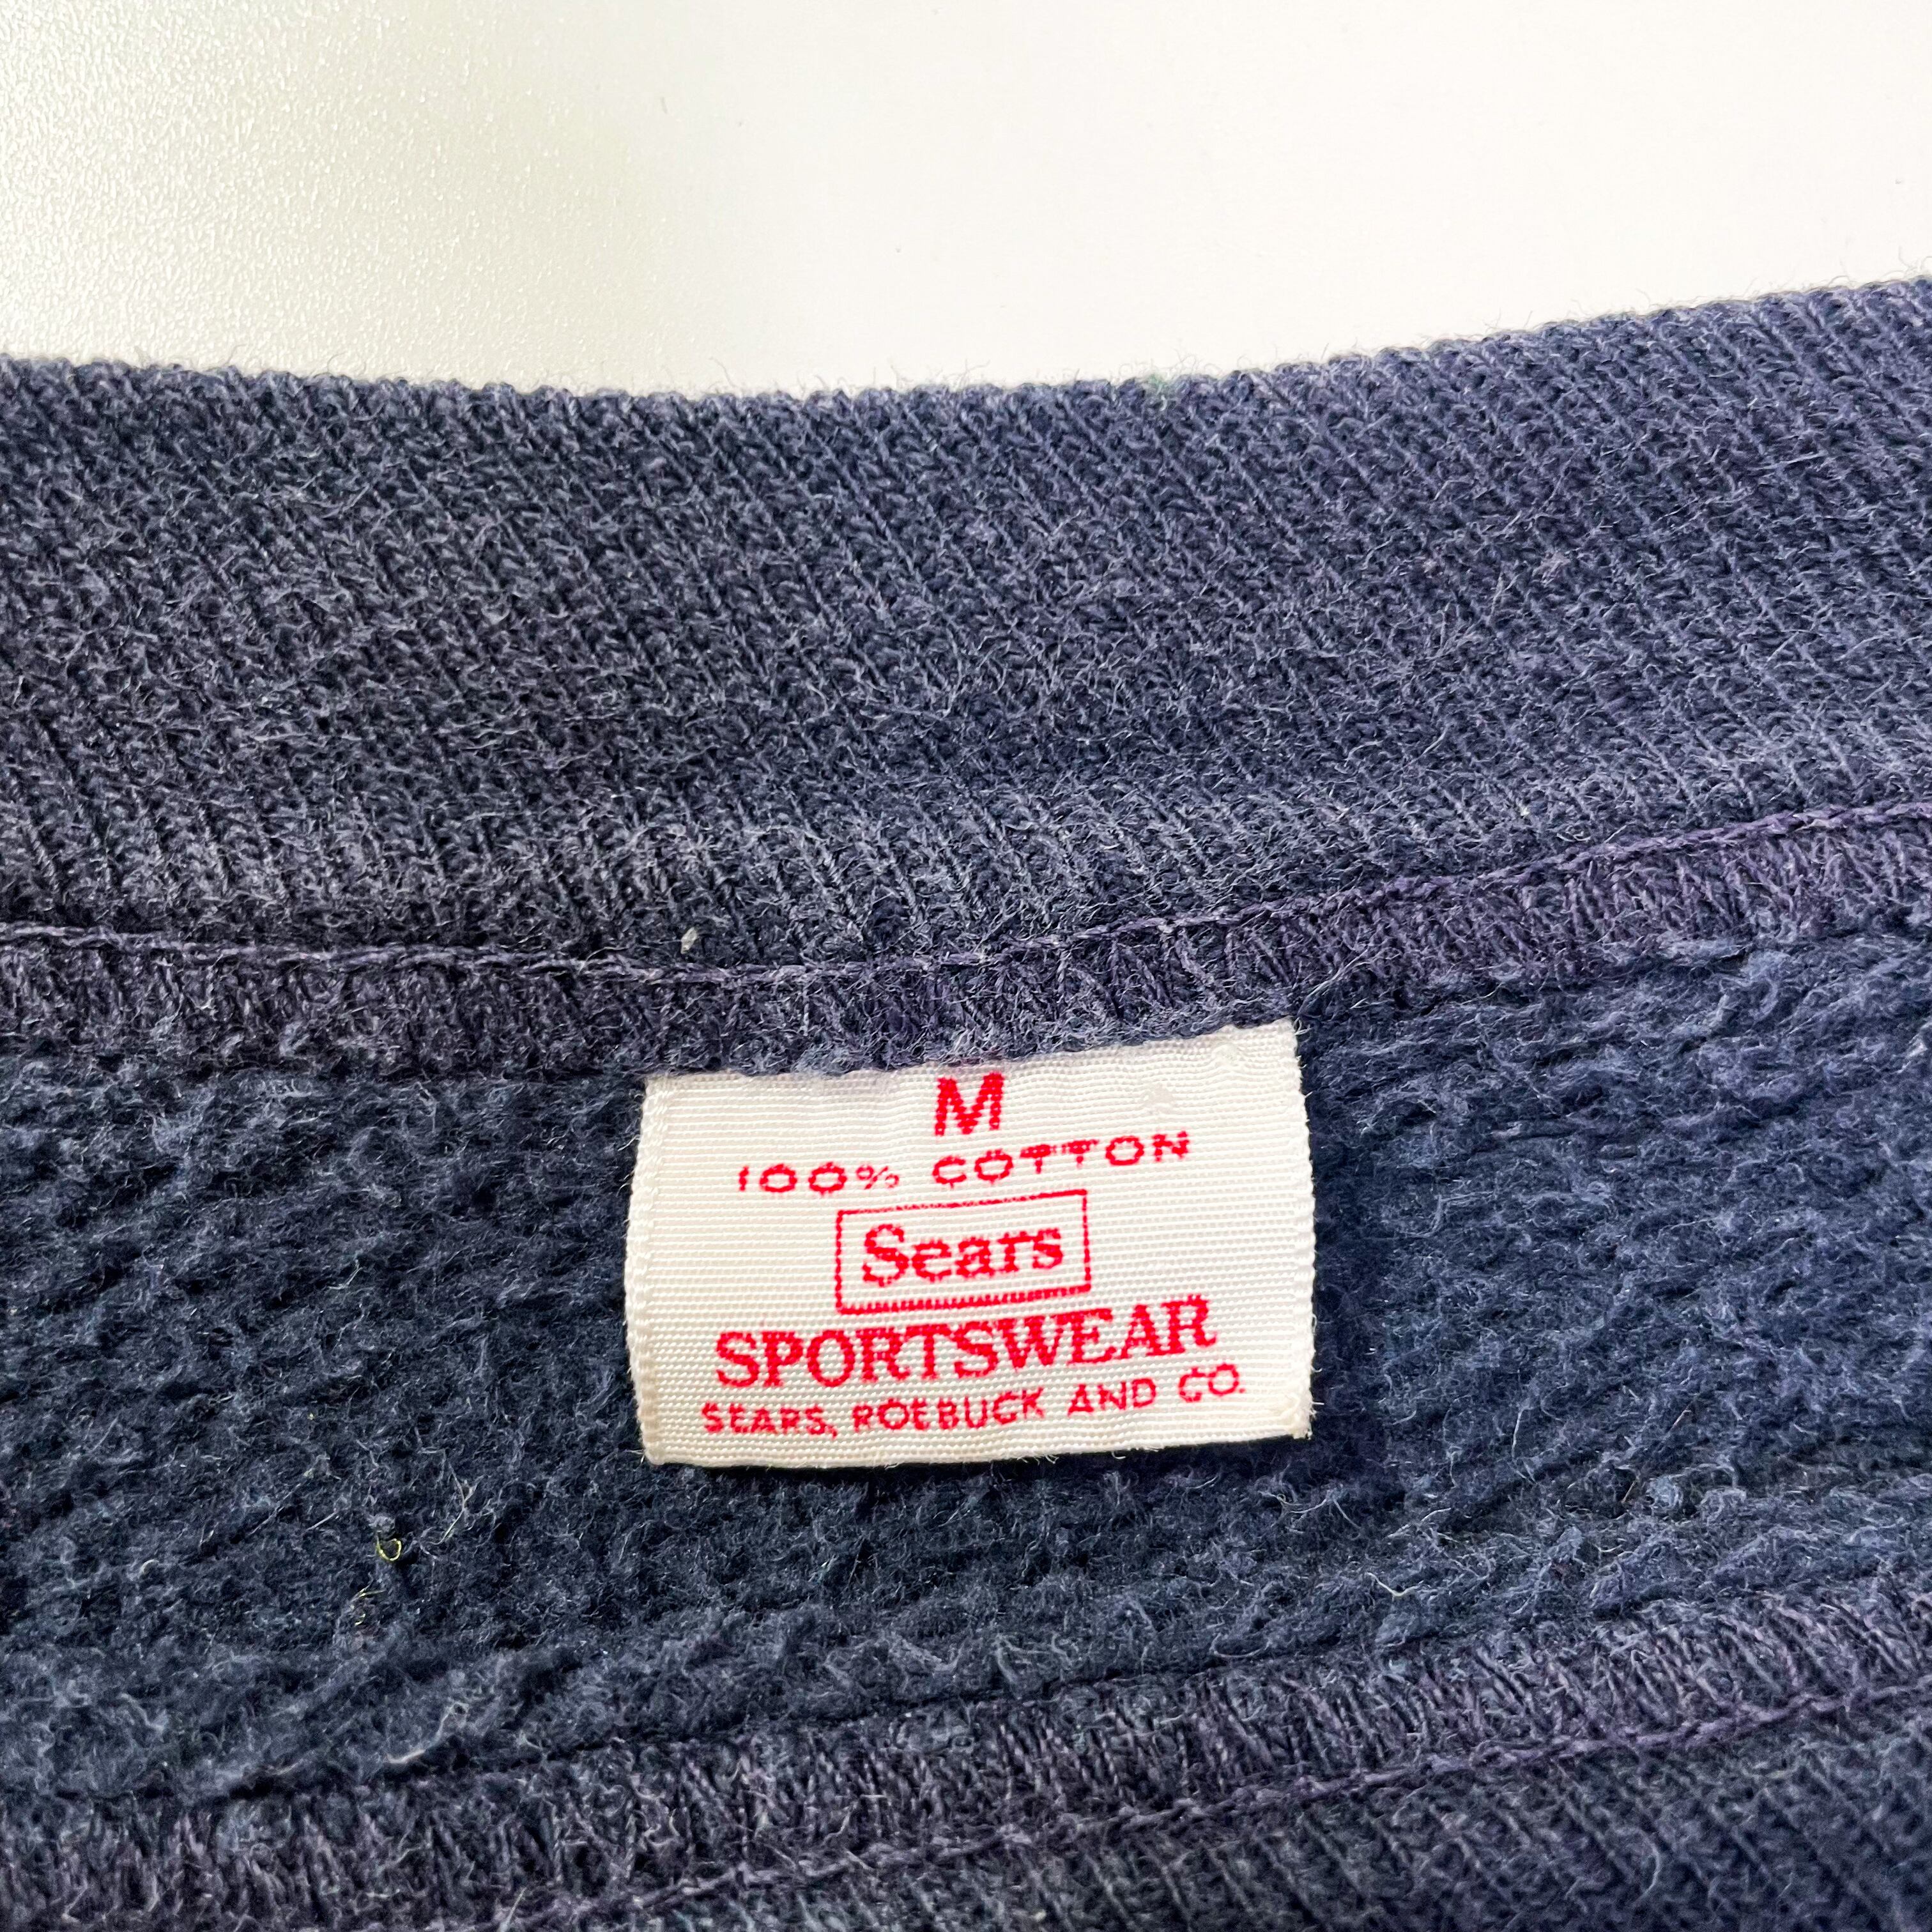 M
100% COTTON
Sears
SPORTSWEAR
SEARS, ROEBUCK AND CO.